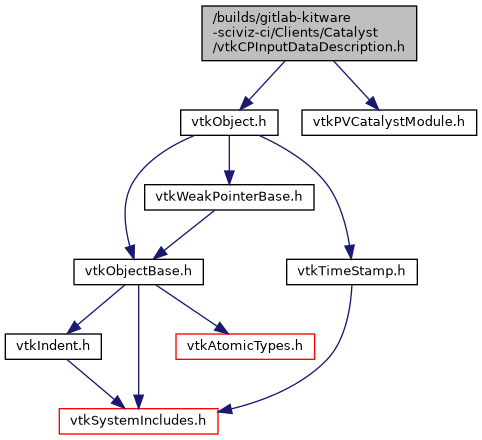 /builds/gitlab-kitware
-sciviz-ci/Clients/Catalyst
/vtkCPInputDataDescription.h
vtkObject.h
vtkPVCatalystModule.h
vtkWeakPointerBase.h
vtkObjectBase.h
vtkTimeStamp.h
vtkIndent.h
vtkAtomicTypes.h
vtkSystemIncludes.h